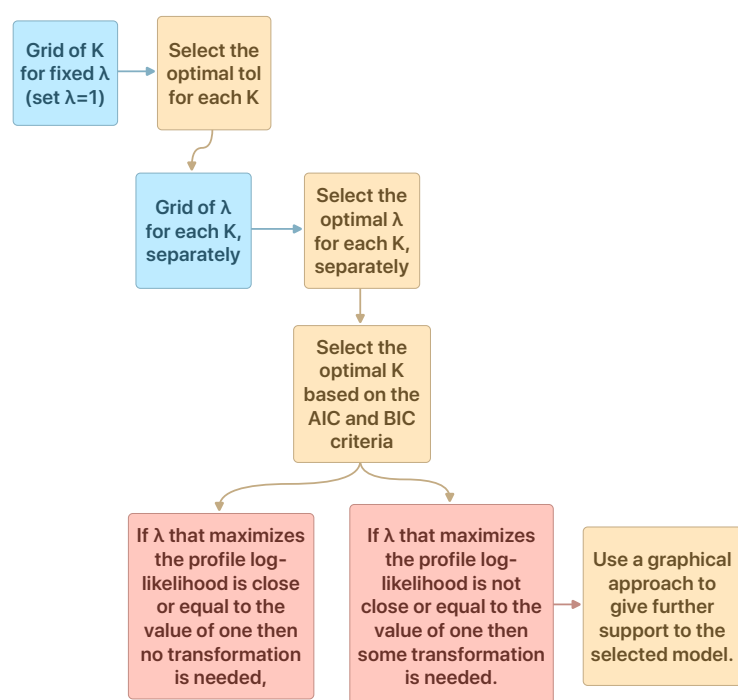 Grid of K
for fixed λ
(set λ=1)
Select the
optimal tol
for each K
Grid of λ
for each K,
separately
Select the
optimal λ
for each K,
separately
Select the
optimal K
based on the
AIC and BIC
criteria
If λ that maximizes
the profile log-
likelihood is close
or equal to the
value of one then
no transformation
is needed,
If λ that maximizes
the profile log-
likelihood is not
close or equal to the
value of one then
some transformation
is needed.
Use a graphical
approach to
give further
support to the
selected model.